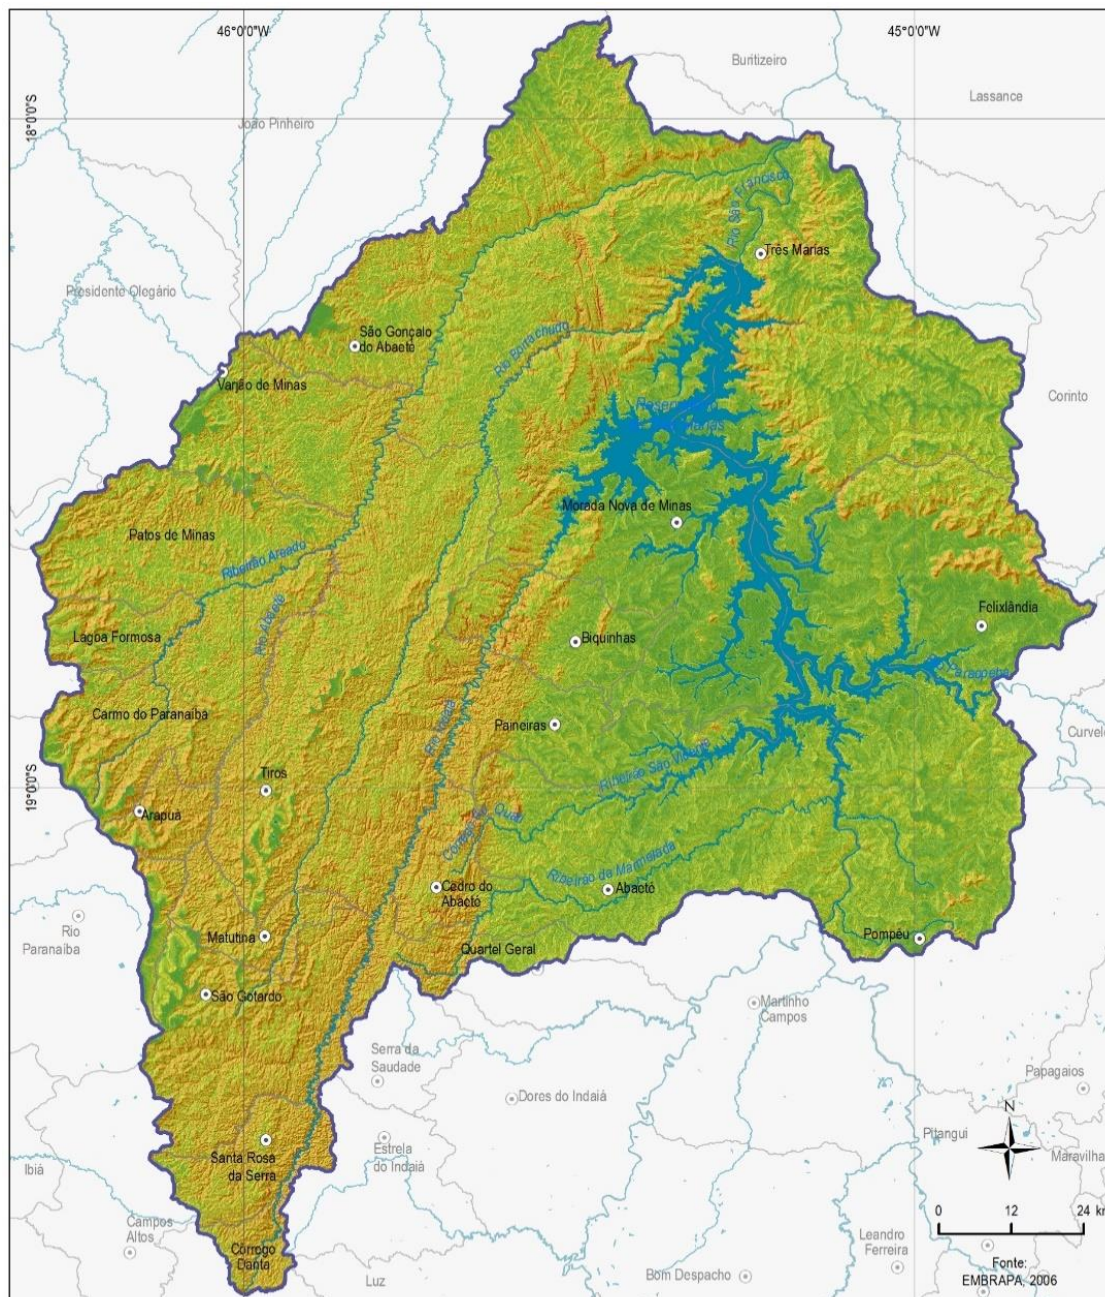 46°0'0"W
45°0'0"W
Buritizeiro
Lassance
18°0'0"S
João Pinheiro
Rio São Francisco
Três Marias
Presidente Olegário
São Gonçalo
do Abaeté
Rio Borrachudo
Varjão de Minas
Corinto
Morada Nova de Minas
Patos de Minas
Ribeirão Areado
Rio Abaeté
Felixlândia
Lagoa Formosa
Biquinhas
Paraopeba
Carmo do Paranaíba
Rio Indaiá
Paineiras
Curvelo
Ribeirão São Vicente
Tiros
19°0'0"S
Arapuá
Ribeirão da Marmelada
Cedro do
Abaeté
Abaeté
Rio
Paranaíba
Matutina
Quartel Geral
Pompéu
São Gotardo
Martinho
Campos
Serra da
Saudade
Papagaios
Dores do Indaiá
N
Pitangui
Estrela
do Indaiá
Maravilha
Santa Rosa
da Serra
Ibiá
0 12 24 km
Campos
Altos
Córrego
Danta
Leandro
Ferreira
Luz
Bom Despacho
Fonte:
EMBRAPA, 2006